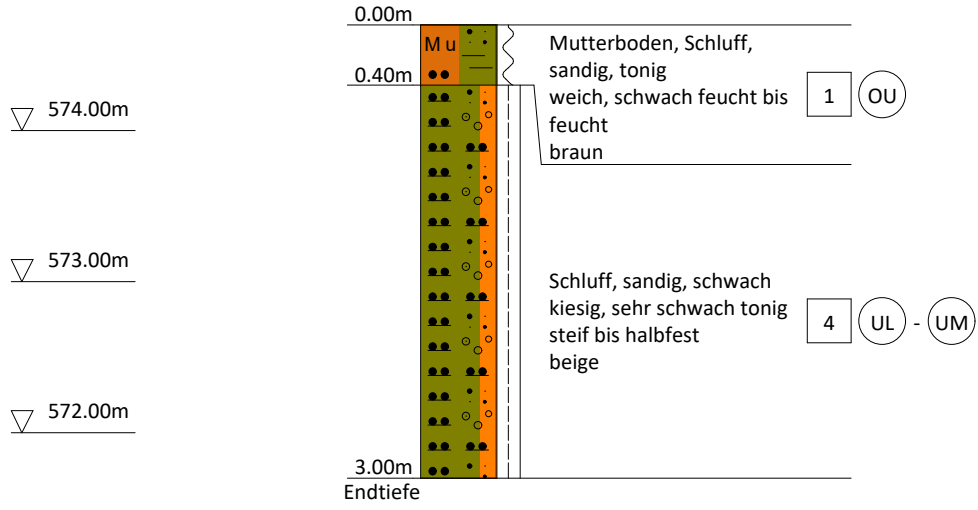 0.00m
M u
Mutterboden, Schluff,
sandig, tonig
weich, schwach feucht bis
feucht
braun
1 OU
0.40m
574.00m
573.00m
Schluff, sandig, schwach
kiesig, sehr schwach tonig
steif bis halbfest
beige
4 UL - UM
572.00m
3.00m
Endtiefe